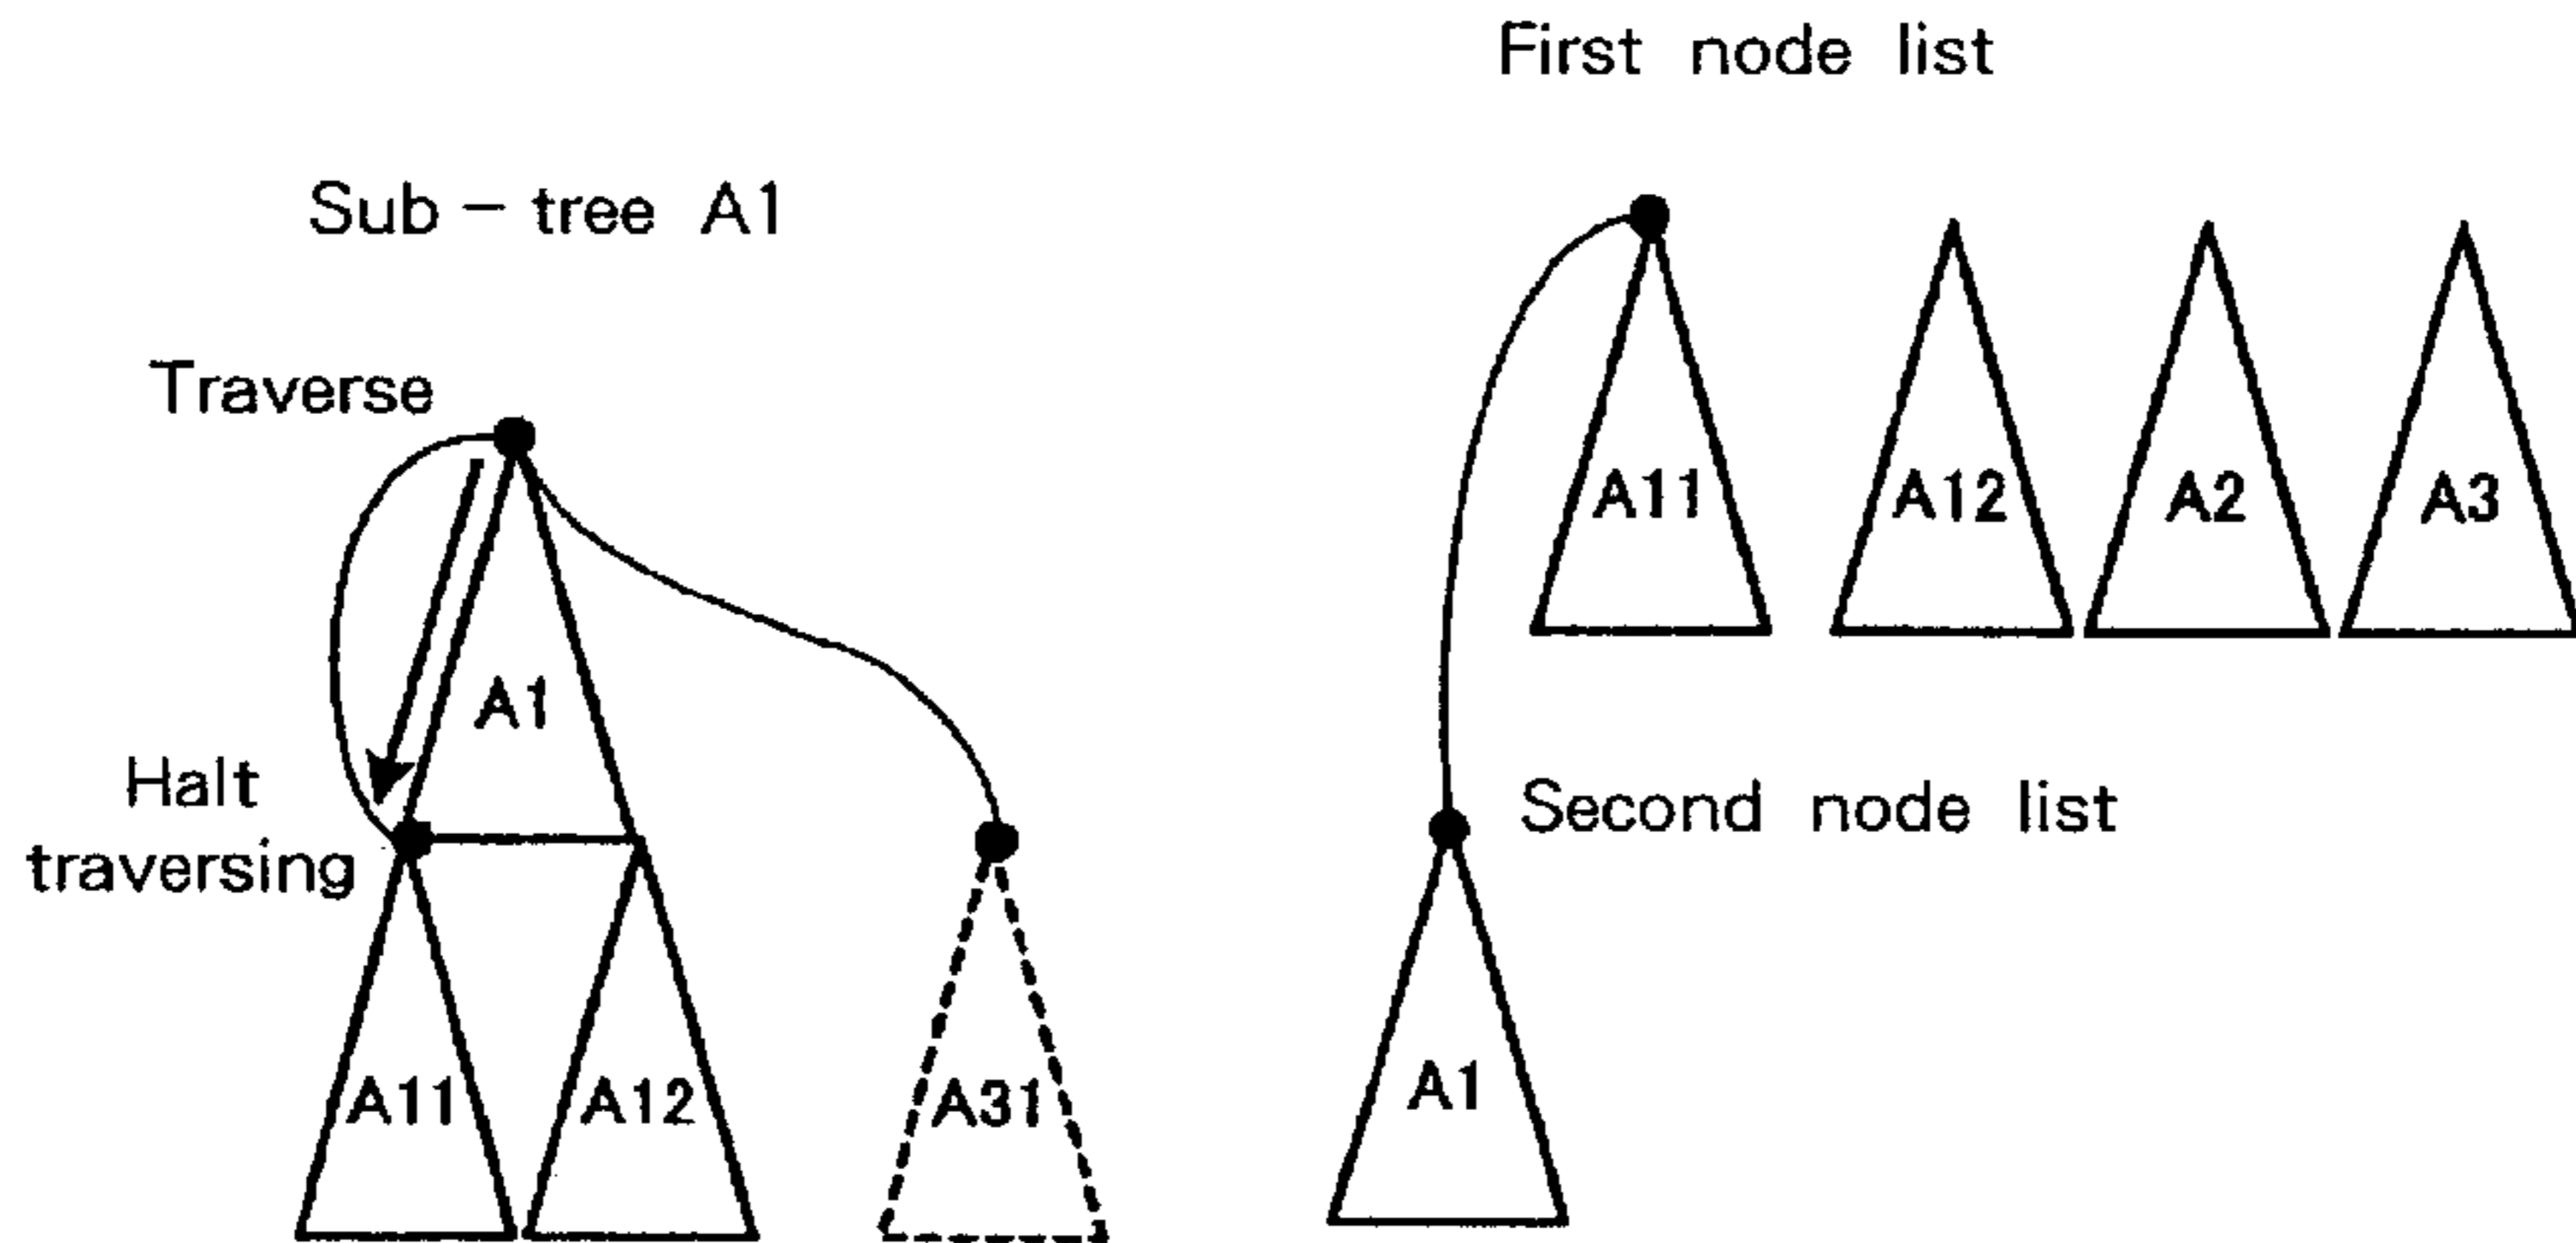 First node list
Sub - tree A1
Traverse
A11 A12 A2 A3
A1
Halt
traversing
Second node list
A11 A12 A31
A1